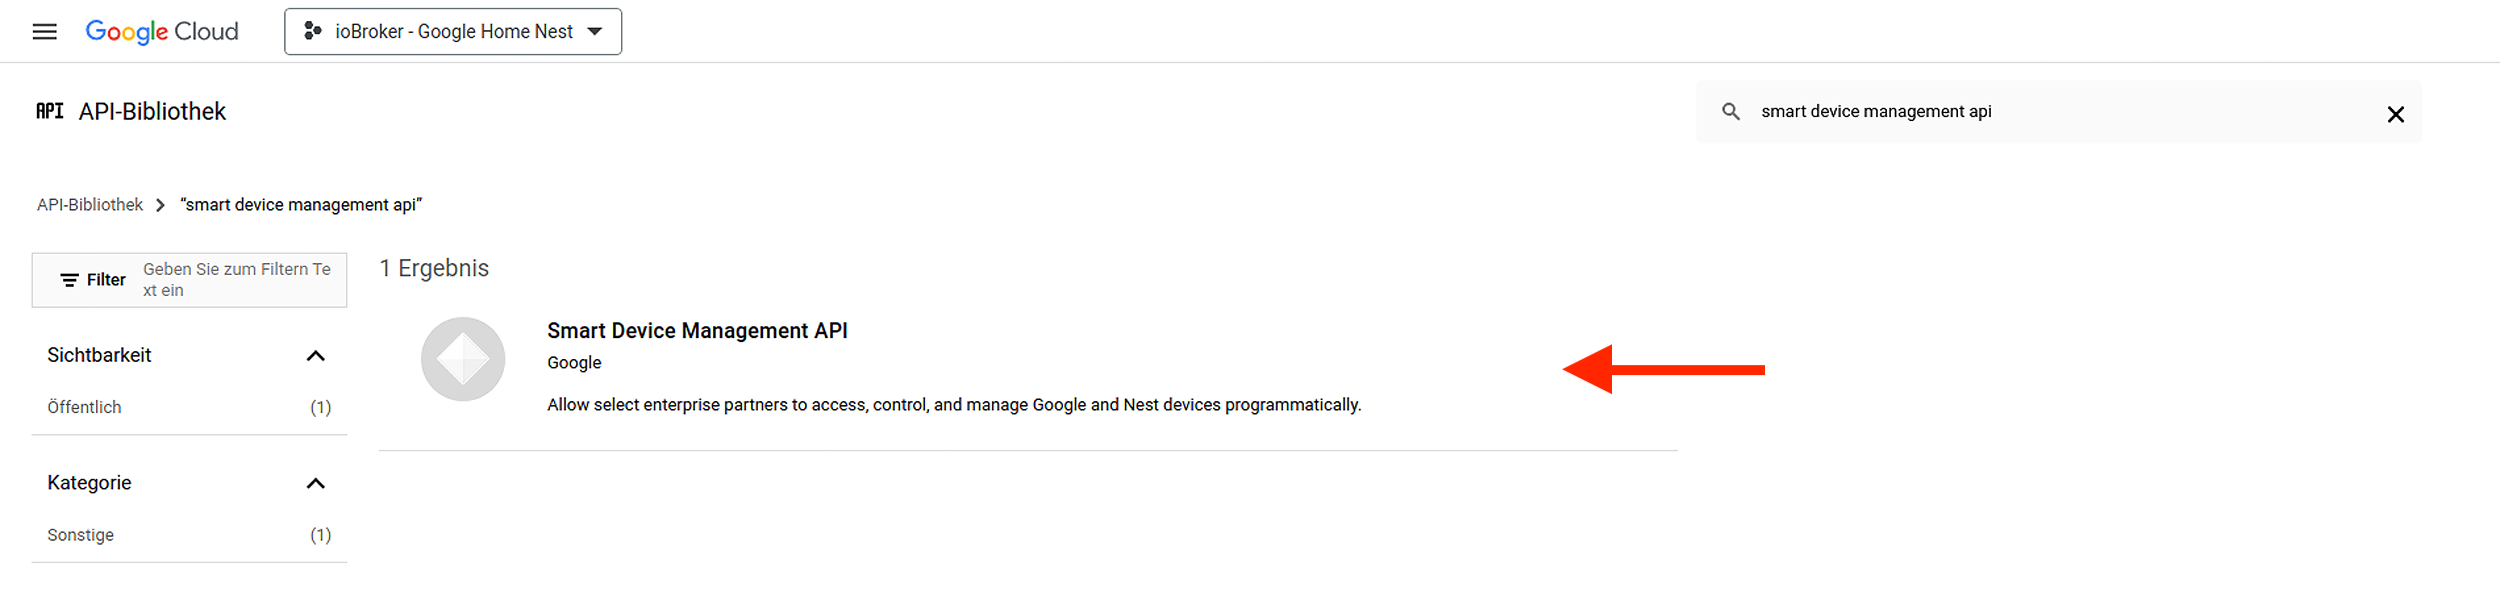 Google Cloud
ioBroker - Google Home Nest
API API-Bibliothek
smart device management api
API-Bibliothek
“smart device management api”
Filter
Geben Sie zum Filtern Te
xt ein
1 Ergebnis
Sichtbarkeit
Öffentlich (1)
Kategorie
Sonstige (1)
Smart Device Management API
Google
Allow select enterprise partners to access, control, and manage Google and Nest devices programmatically.